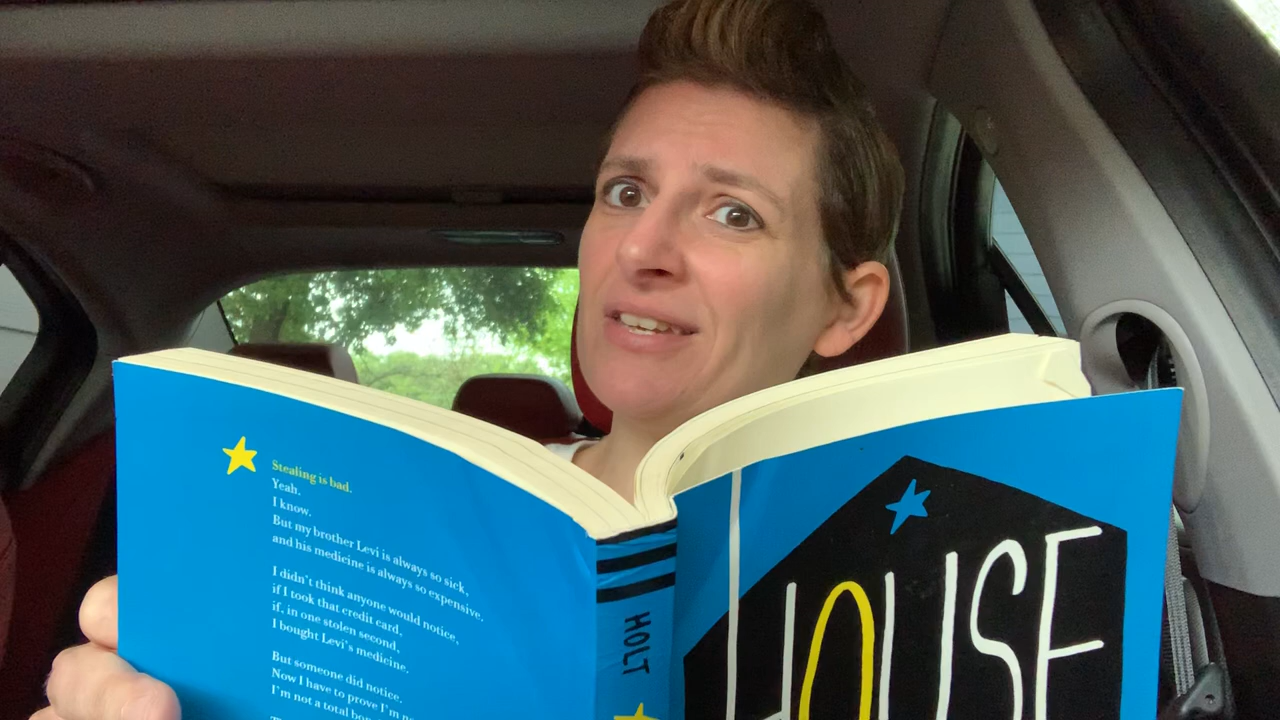 Stealing is bad.
Yeah.
I know.
But my brother Levi is always so sick,
and his medicine is always so expensive.
I didn't think anyone would notice,
if I took that credit card,
if, in one stolen second,
I bought Levi's medicine.
But someone did notice.
Now I have to prove I'm
I'm not a total
HOLT
HOUSE